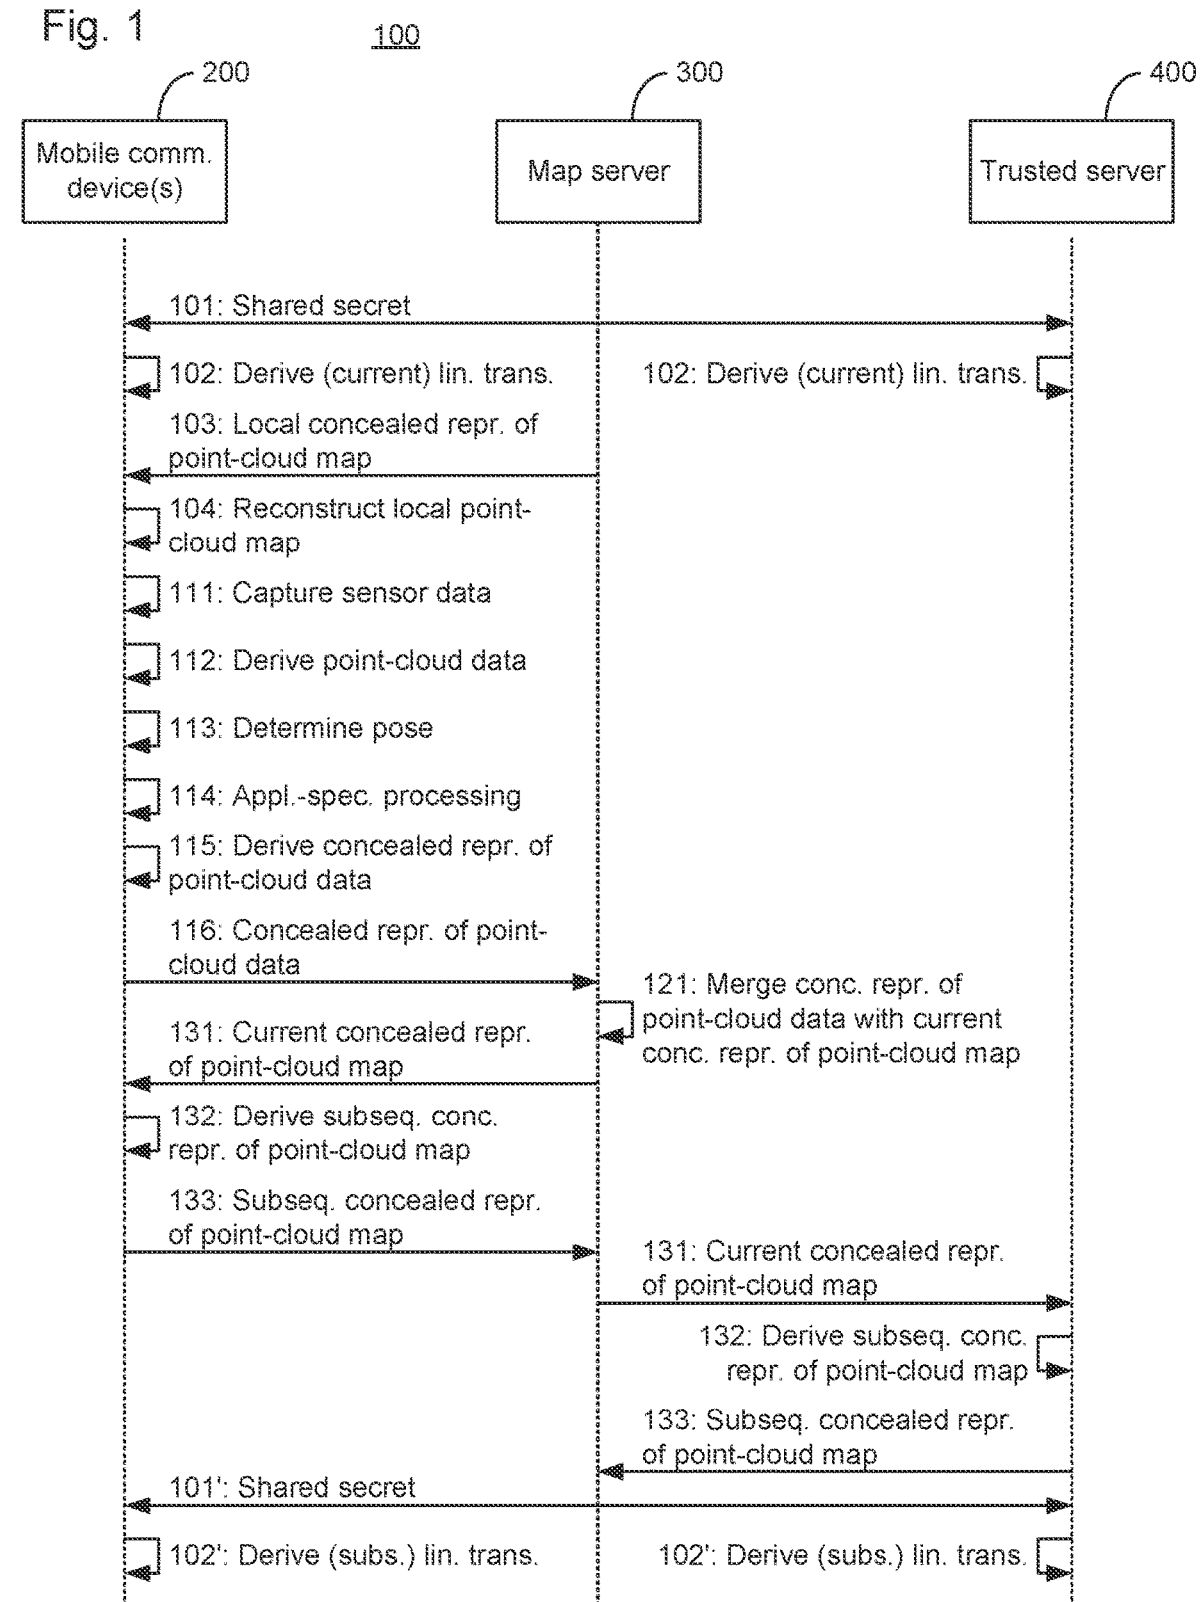 Fig. 1
100
200
300
400
Mobile comm.
device(s)
Map server
Trusted server
101: Shared secret
102: Derive (current) lin. trans.
102: Derive (current) lin. trans.
103: Local concealed repr. of
point-cloud map
104: Reconstruct local point-
cloud map
111: Capture sensor data
112: Derive point-cloud data
113: Determine pose
114: Appl.-spec. processing
115: Derive concealed repr. of
point-cloud data
116: Concealed repr. of point-
cloud data
121: Merge conc. repr. of
point-cloud data with current
conc. repr. of point-cloud map
131: Current concealed repr.
of point-cloud map
132: Derive subseq. conc.
repr. of point-cloud map
133: Subseq. concealed repr.
of point-cloud map
131: Current concealed repr.
of point-cloud map
132: Derive subseq. conc.
repr. of point-cloud map
133: Subseq. concealed repr.
of point-cloud map
101': Shared secret
102': Derive (subs.) lin. trans.
102': Derive (subs.) lin. trans.